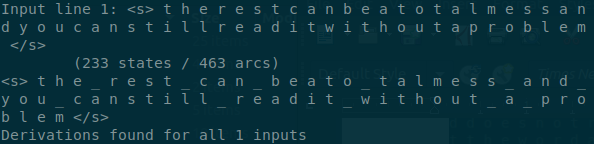 Input line 1: <s> t h e r e s t c a n b e a t o t a l m e s s a n
d y o u c a n s t i l l r e a d i t w i t h o u t a p r o b l e m
</s>
(233 states / 463 arcs)
<s> t h e _ r e s t _ c a n _ b e a t o _ t a l m e s s _ a n d _
y o u _ c a n s t i l l _ r e a d i t _ w i t h o u t _ a _ p r o
b l e m </s>
Derivations found for all 1 inputs